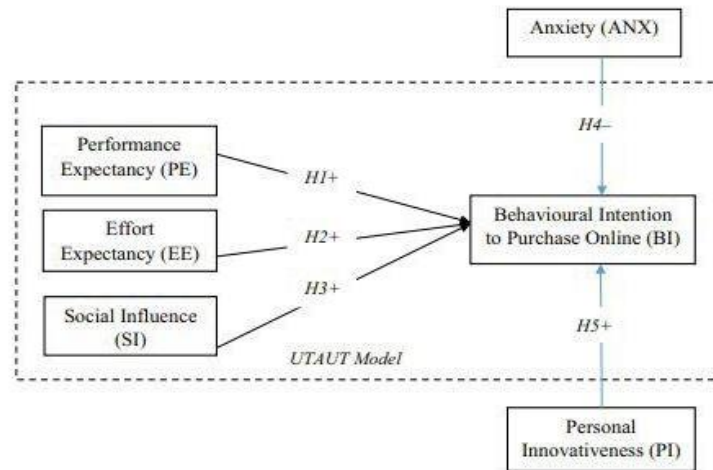 Anxiety (ANX)
H4–
Performance
Expectancy (PE)
H1+
Behavioural Intention
to Purchase Online (BI)
Effort
Expectancy (EE)
H2+
H3+
Social Influence
(SI)
H5+
UTAUT Model
Personal
Innovativeness (PI)